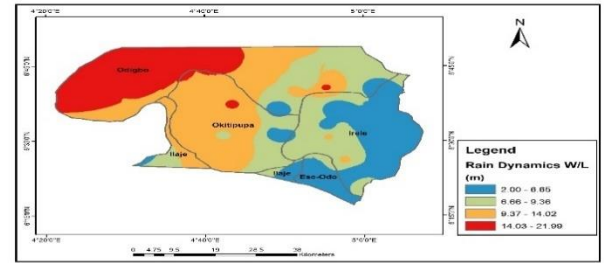 4°20'0"E 4°40'0"E 5°0'0"E
N
Odigbo
Okitipupa
Irele
Ilaje
Ilaje
Ese-Odo
Legend
Rain Dynamics W/L
(m)
2.00 - 6.65
6.66 - 9.36
9.37 - 14.02
14.03 - 21.99
4°20'0"E 4°40'0"E 5°0'0"E
0 4.75 9.5 19 28.5 38
Kilometers